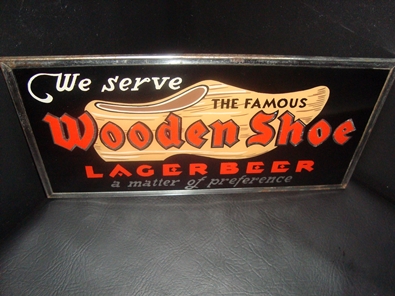 We serve
THE FAMOUS
Wooden Shoe
LAGER BEER
a matter of preference